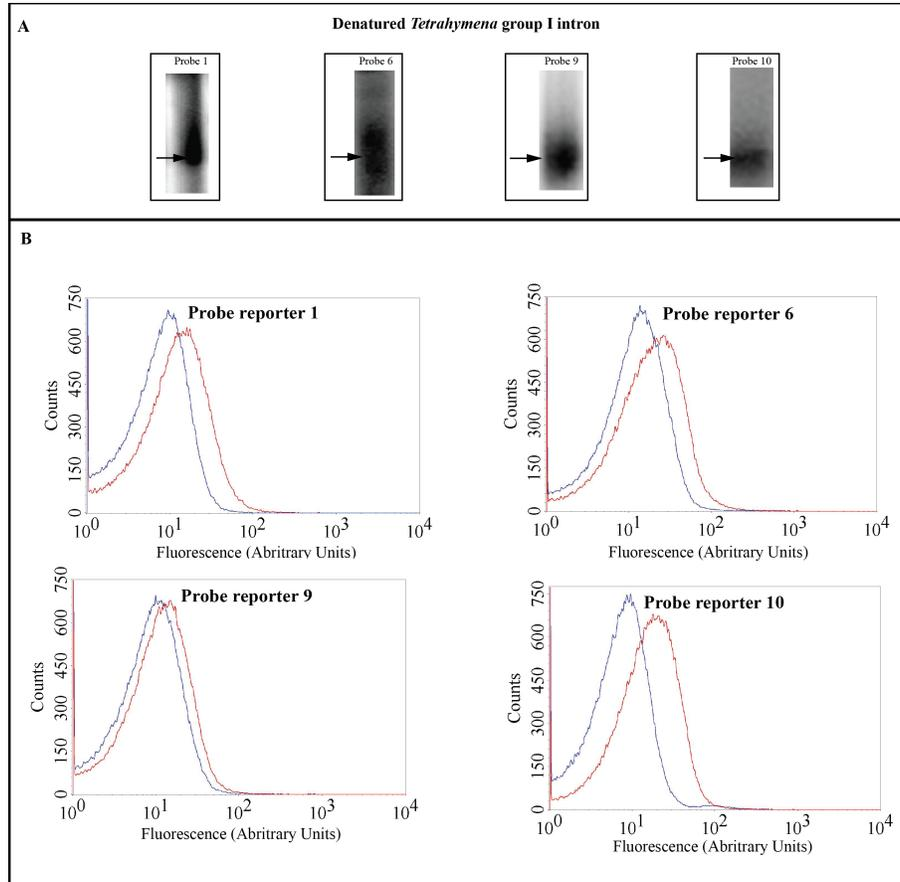 A
Denatured Tetrahymena group I intron
Probe 1
Probe 6
Probe 9
Probe 10
B
Probe reporter 1
Counts
750
600
450
300
150
0
10^0
10^1
10^2
10^3
10^4
Fluorescence (Abritrary Units)
Probe reporter 6
Counts
750
600
450
300
150
0
10^0
10^1
10^2
10^3
10^4
Fluorescence (Abritrary Units)
Probe reporter 9
Counts
750
600
450
300
150
0
10^0
10^1
10^2
10^3
10^4
Fluorescence (Abritrary Units)
Probe reporter 10
Counts
750
600
450
300
150
0
10^0
10^1
10^2
10^3
10^4
Fluorescence (Abritrary Units)